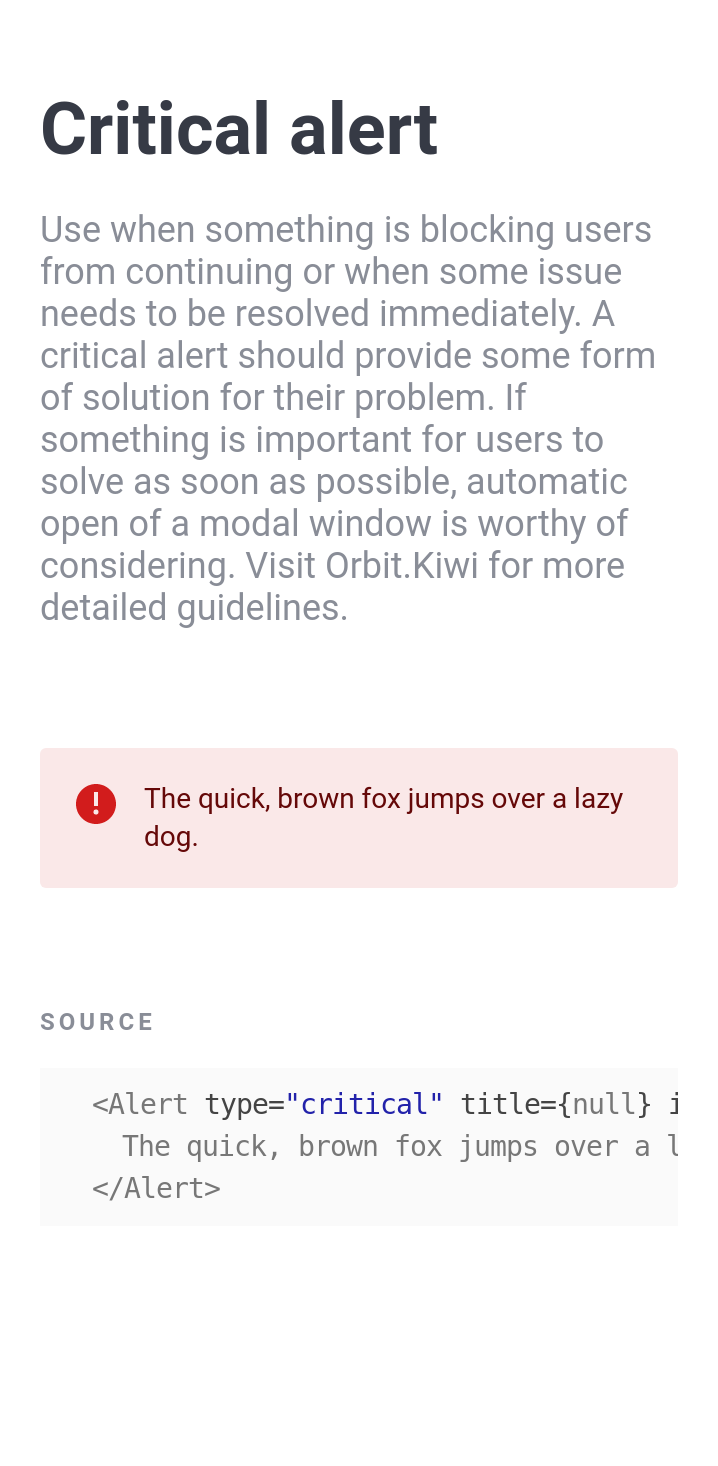 Critical alert
Use when something is blocking users
from continuing or when some issue
needs to be resolved immediately. A
critical alert should provide some form
of solution for their problem. If
something is important for users to
solve as soon as possible, automatic
open of a modal window is worthy of
considering. Visit Orbit.Kiwi for more
detailed guidelines.
The quick, brown fox jumps over a lazy
dog.
SOURCE
<Alert type="critical" title={null} i
The quick, brown fox jumps over a l
</Alert>